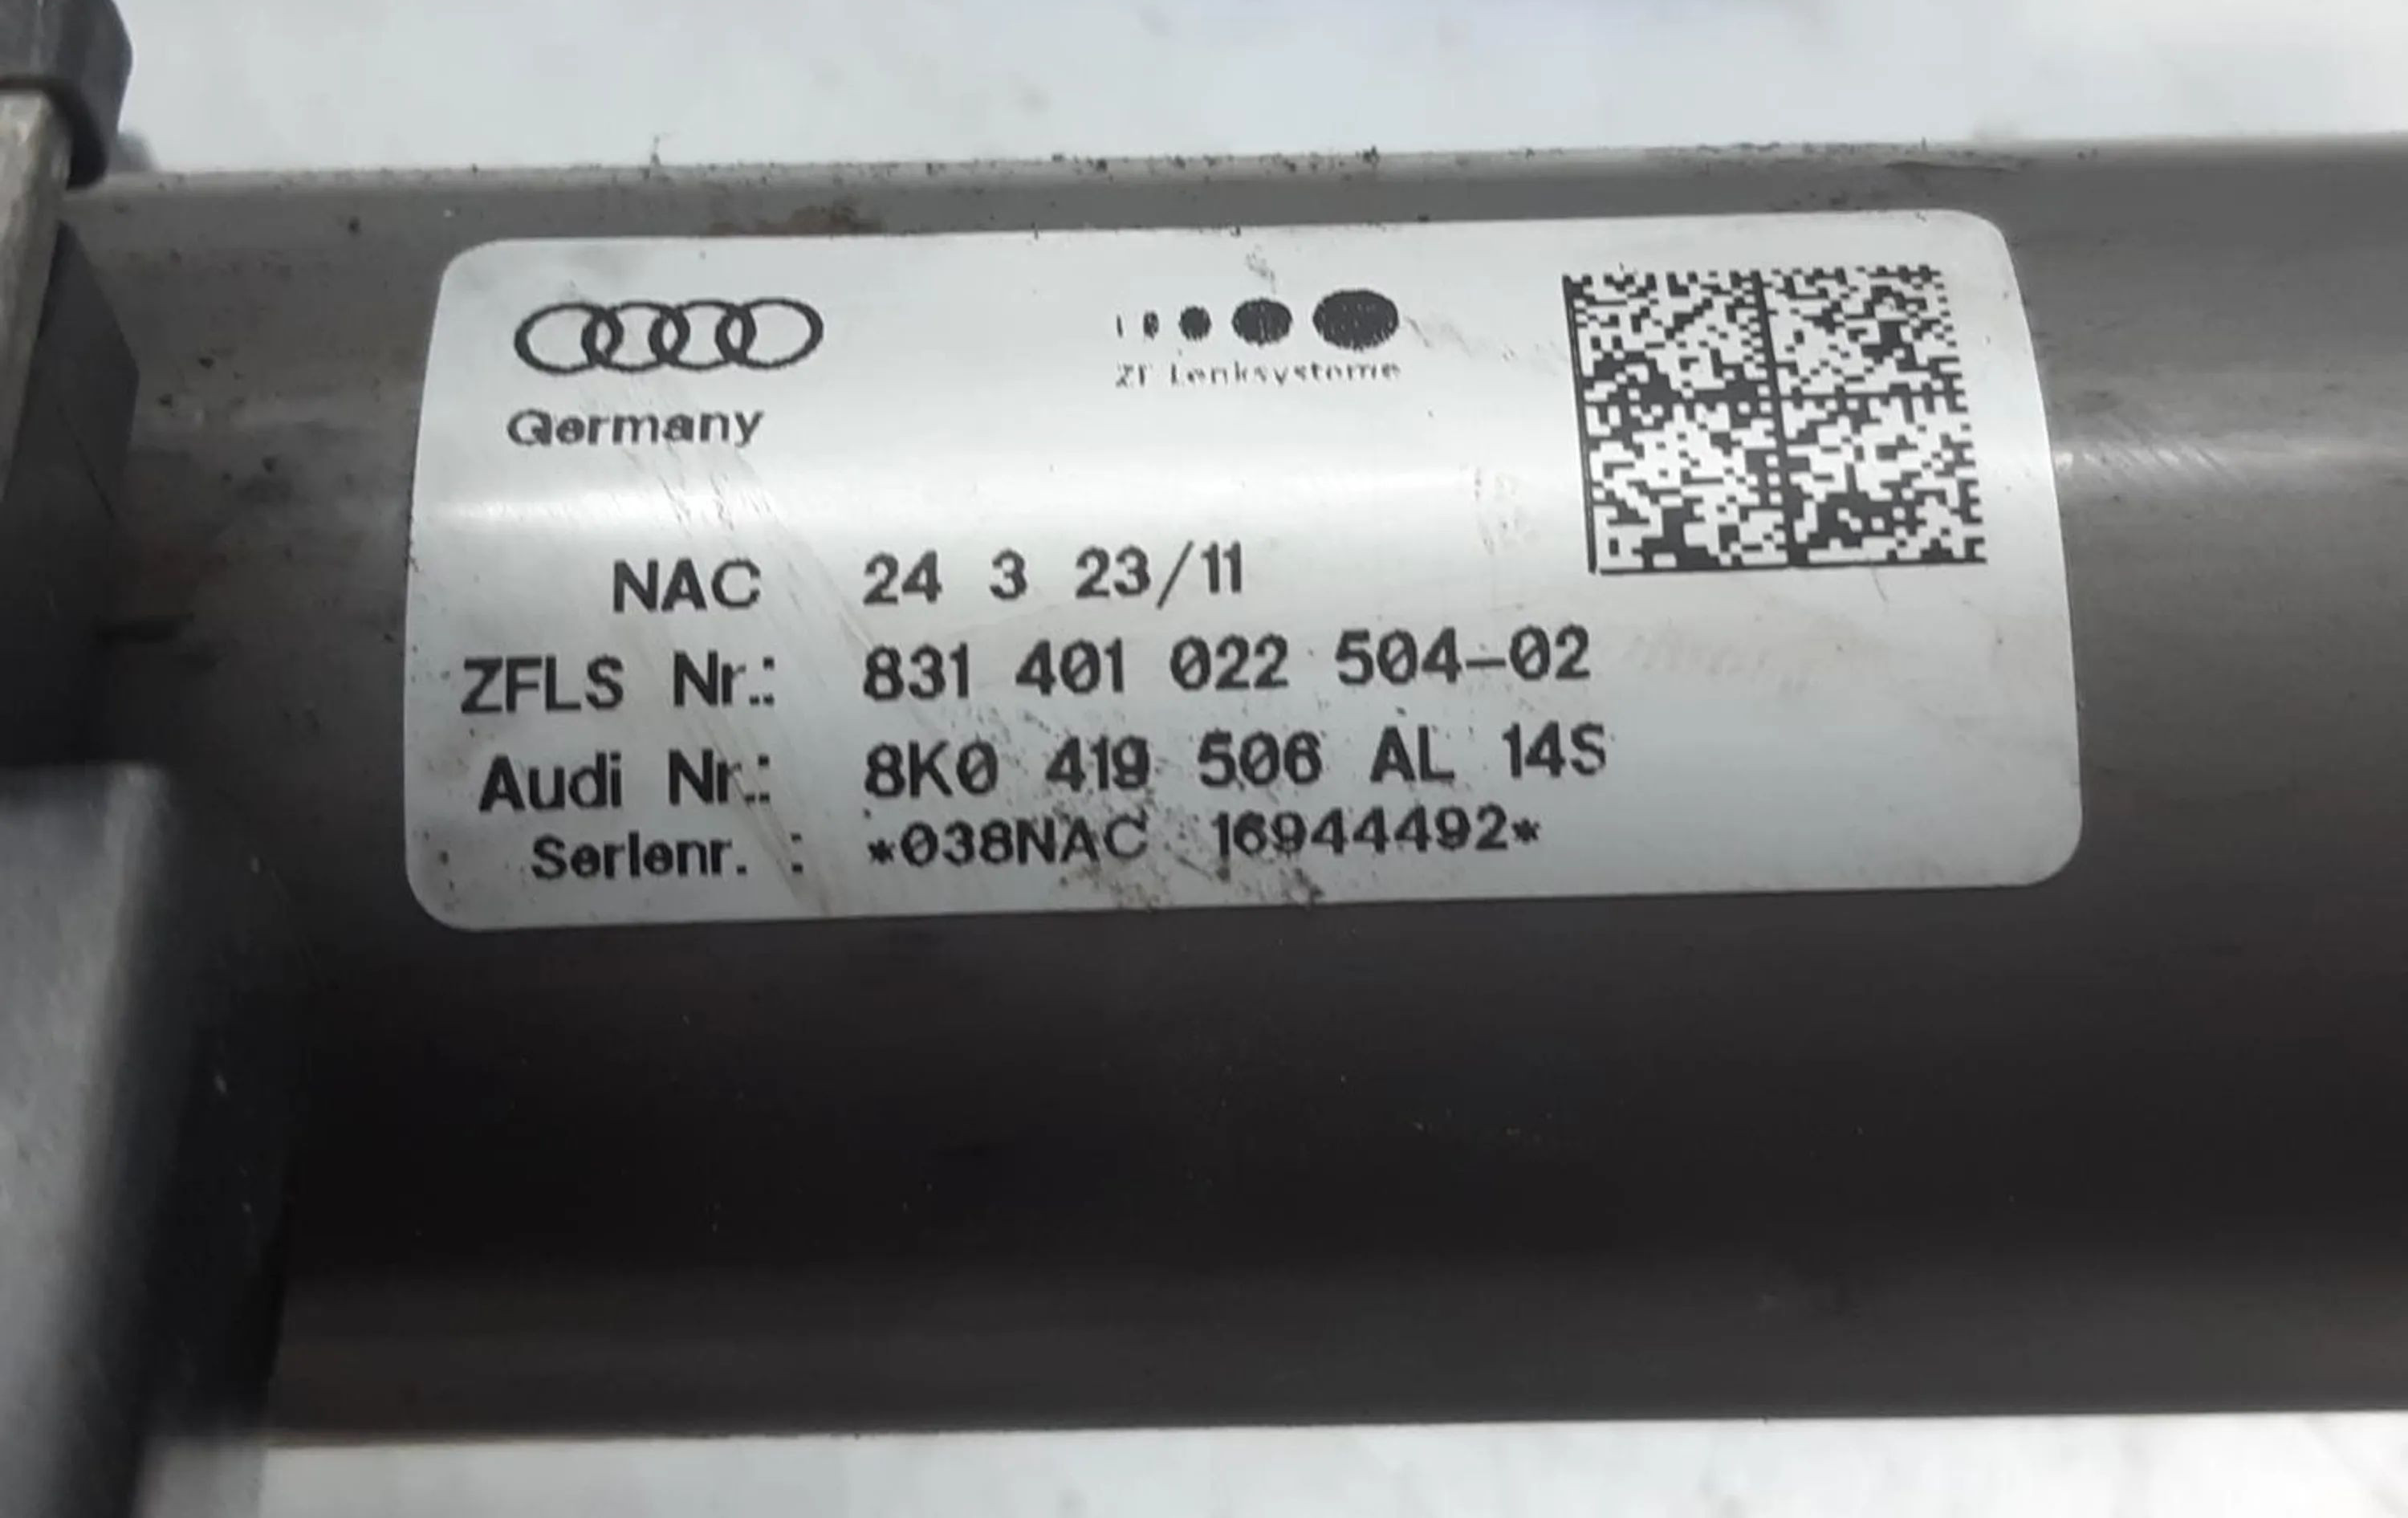 Germany
ZF Lenksysteme
NAC 24 3 23/11
ZFLS Nr.: 831 401 022 504-02
Audi Nr.: 8K0 419 506 AL 14S
Serienr. : *038NAC 16944492*